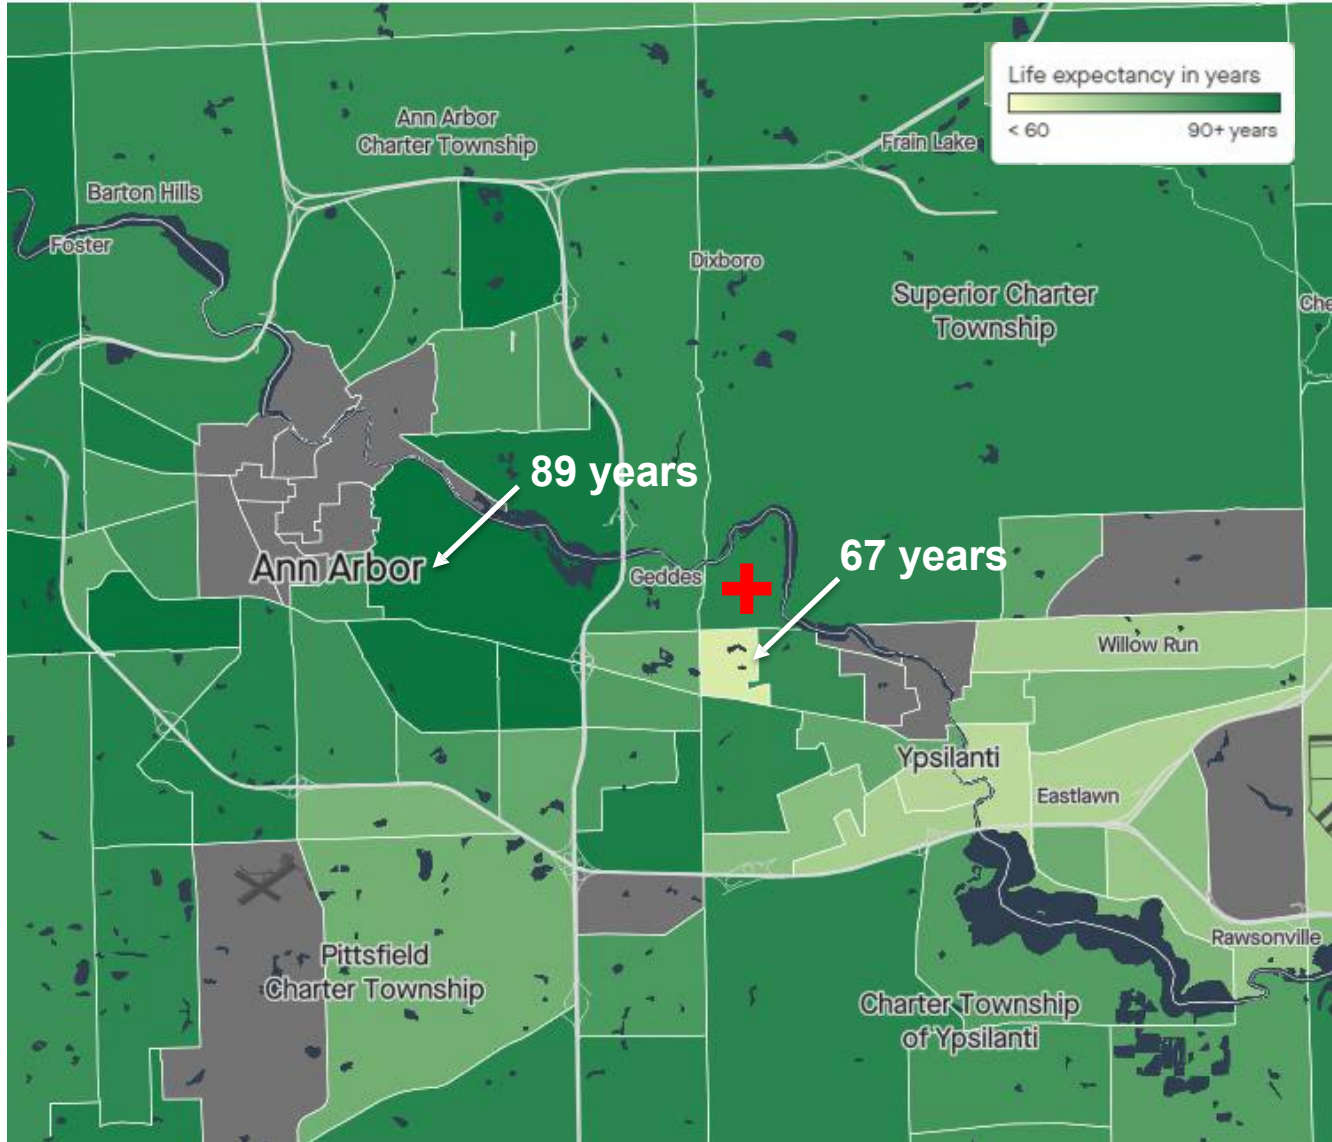 Life expectancy in years
< 60
90+ years
Ann Arbor
Charter Township
Frain Lake
Barton Hills
Foster
Dixboro
Superior Charter
Township
Che
89 years
67 years
Ann Arbor
Geddes
Willow Run
Ypsilanti
Eastlawn
Pittsfield
Charter Township
Rawsonville
Charter Township
of Ypsilanti